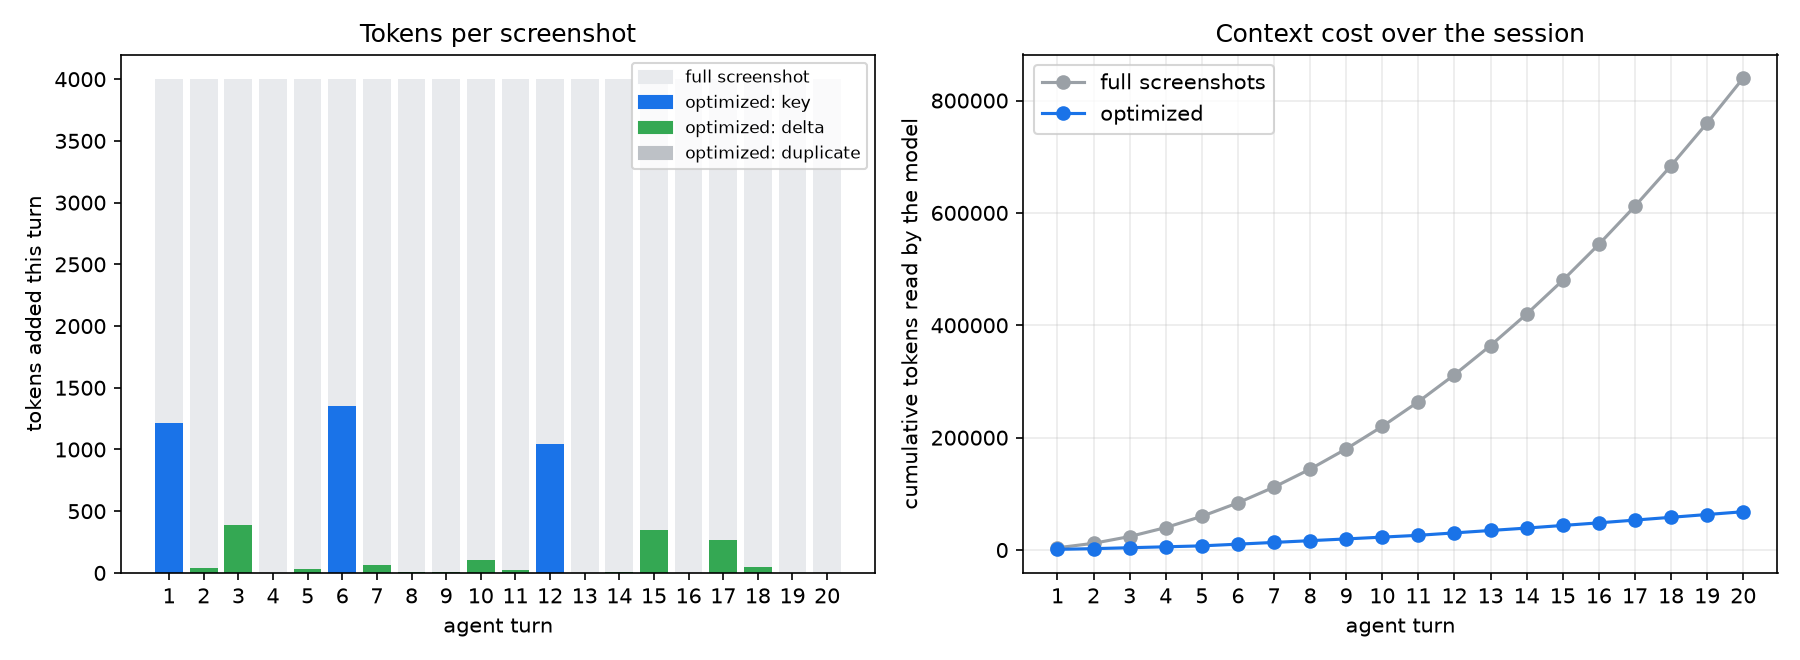 Tokens per screenshot
tokens added this turn
4000
3500
3000
2500
2000
1500
1000
500
0
full screenshot
optimized: key
optimized: delta
optimized: duplicate
1 2 3 4 5 6 7 8 9 10 11 12 13 14 15 16 17 18 19 20
agent turn
Context cost over the session
cumulative tokens read by the model
800000
600000
400000
200000
0
full screenshots
optimized
1 2 3 4 5 6 7 8 9 10 11 12 13 14 15 16 17 18 19 20
agent turn